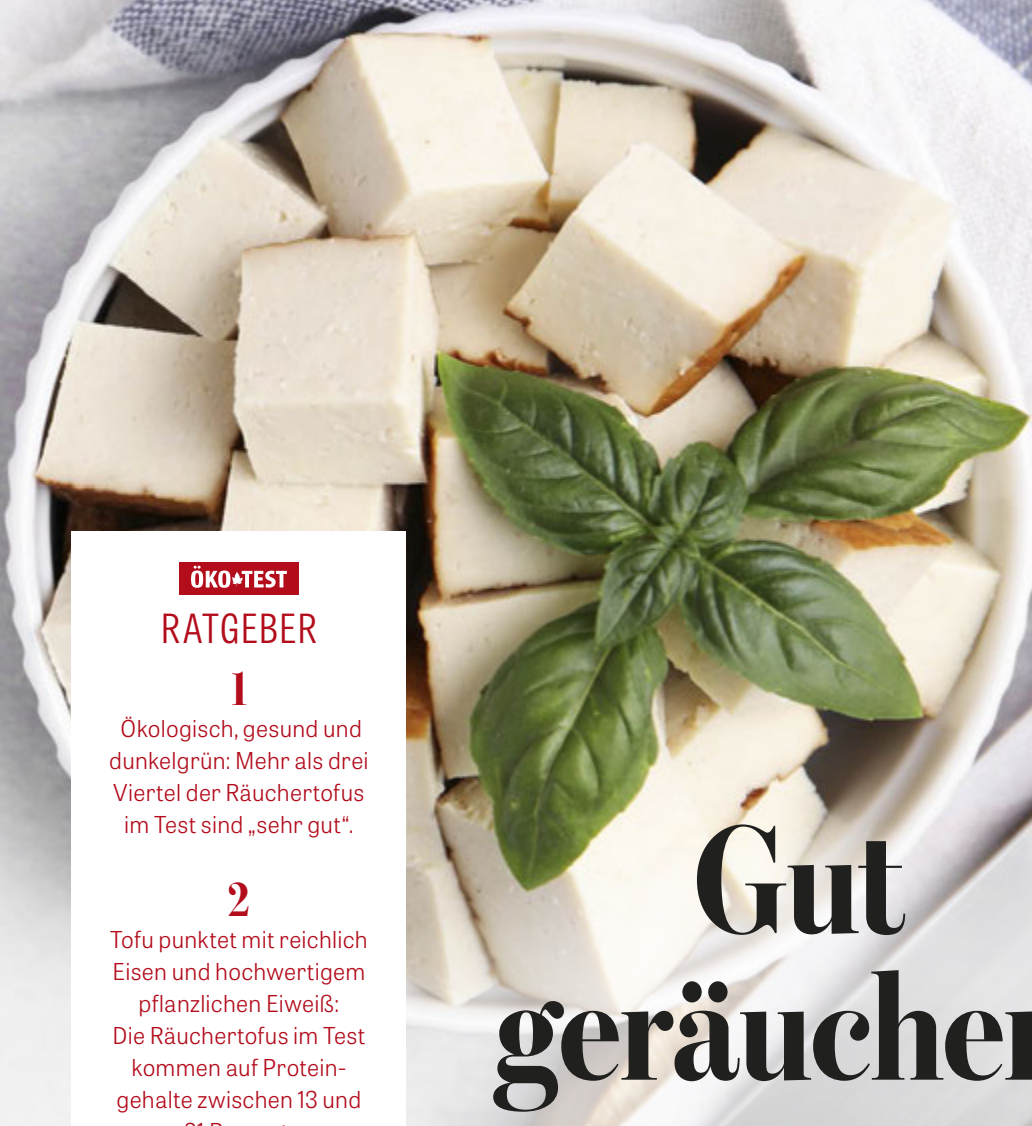 ÖKO TEST
RATGEBER
1
Ökologisch, gesund und
dunkelgrün: Mehr als drei
Viertel der Räuchertofus
im Test sind „sehr gut“.
2
Tofu punktet mit reichlich
Eisen und hochwertigem
pflanzlichen Eiweiß:
Die Räuchertofus im Test
kommen auf Protein-
gehalte zwischen 13 und
Gut
geräucher